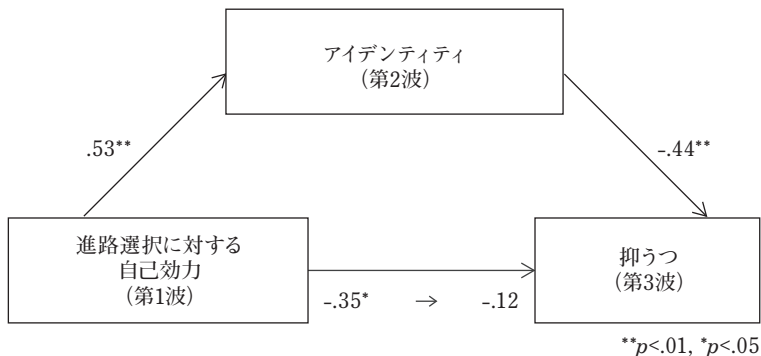 アイデンティティ
（第2波）
.53**
-.44**
進路選択に対する
自己効力
（第1波）
抑うつ
（第3波）
-.35* → -.12
**p<.01, *p<.05